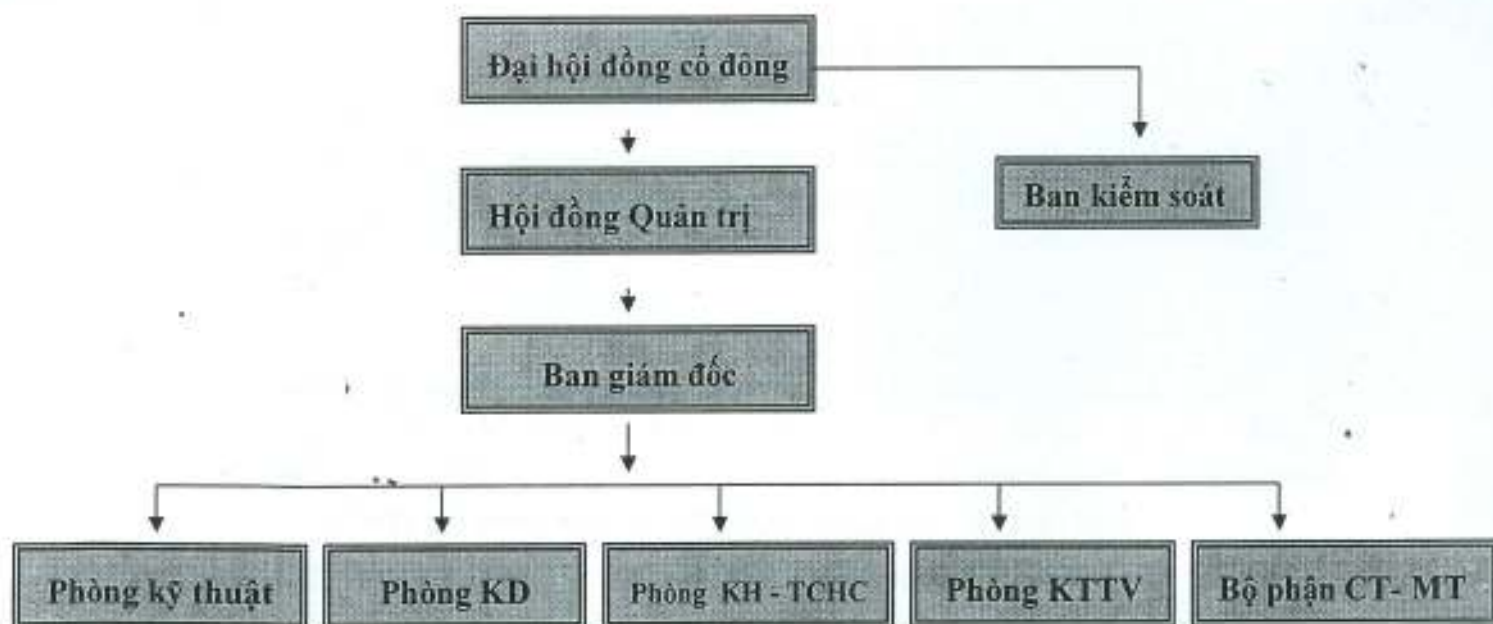 Đại hội đồng cổ đông
Hội đồng Quản trị
Ban kiểm soát
Ban giám đốc
Phòng kỹ thuật
Phòng KD
Phòng KH - TCHC
Phòng KTTV
Bộ phận CT- MT